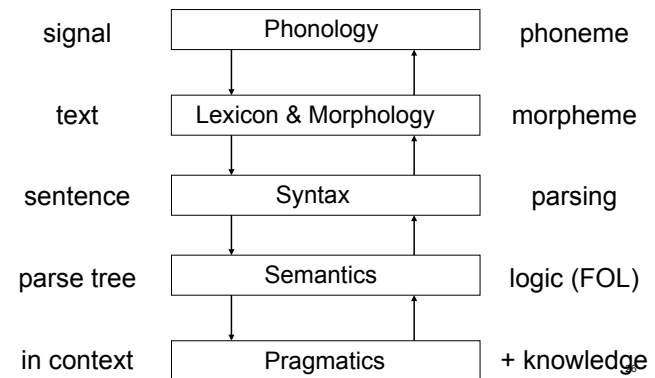 signal Phonology phoneme
text Lexicon & Morphology morpheme
sentence Syntax parsing
parse tree Semantics logic (FOL)
in context Pragmatics + knowledge